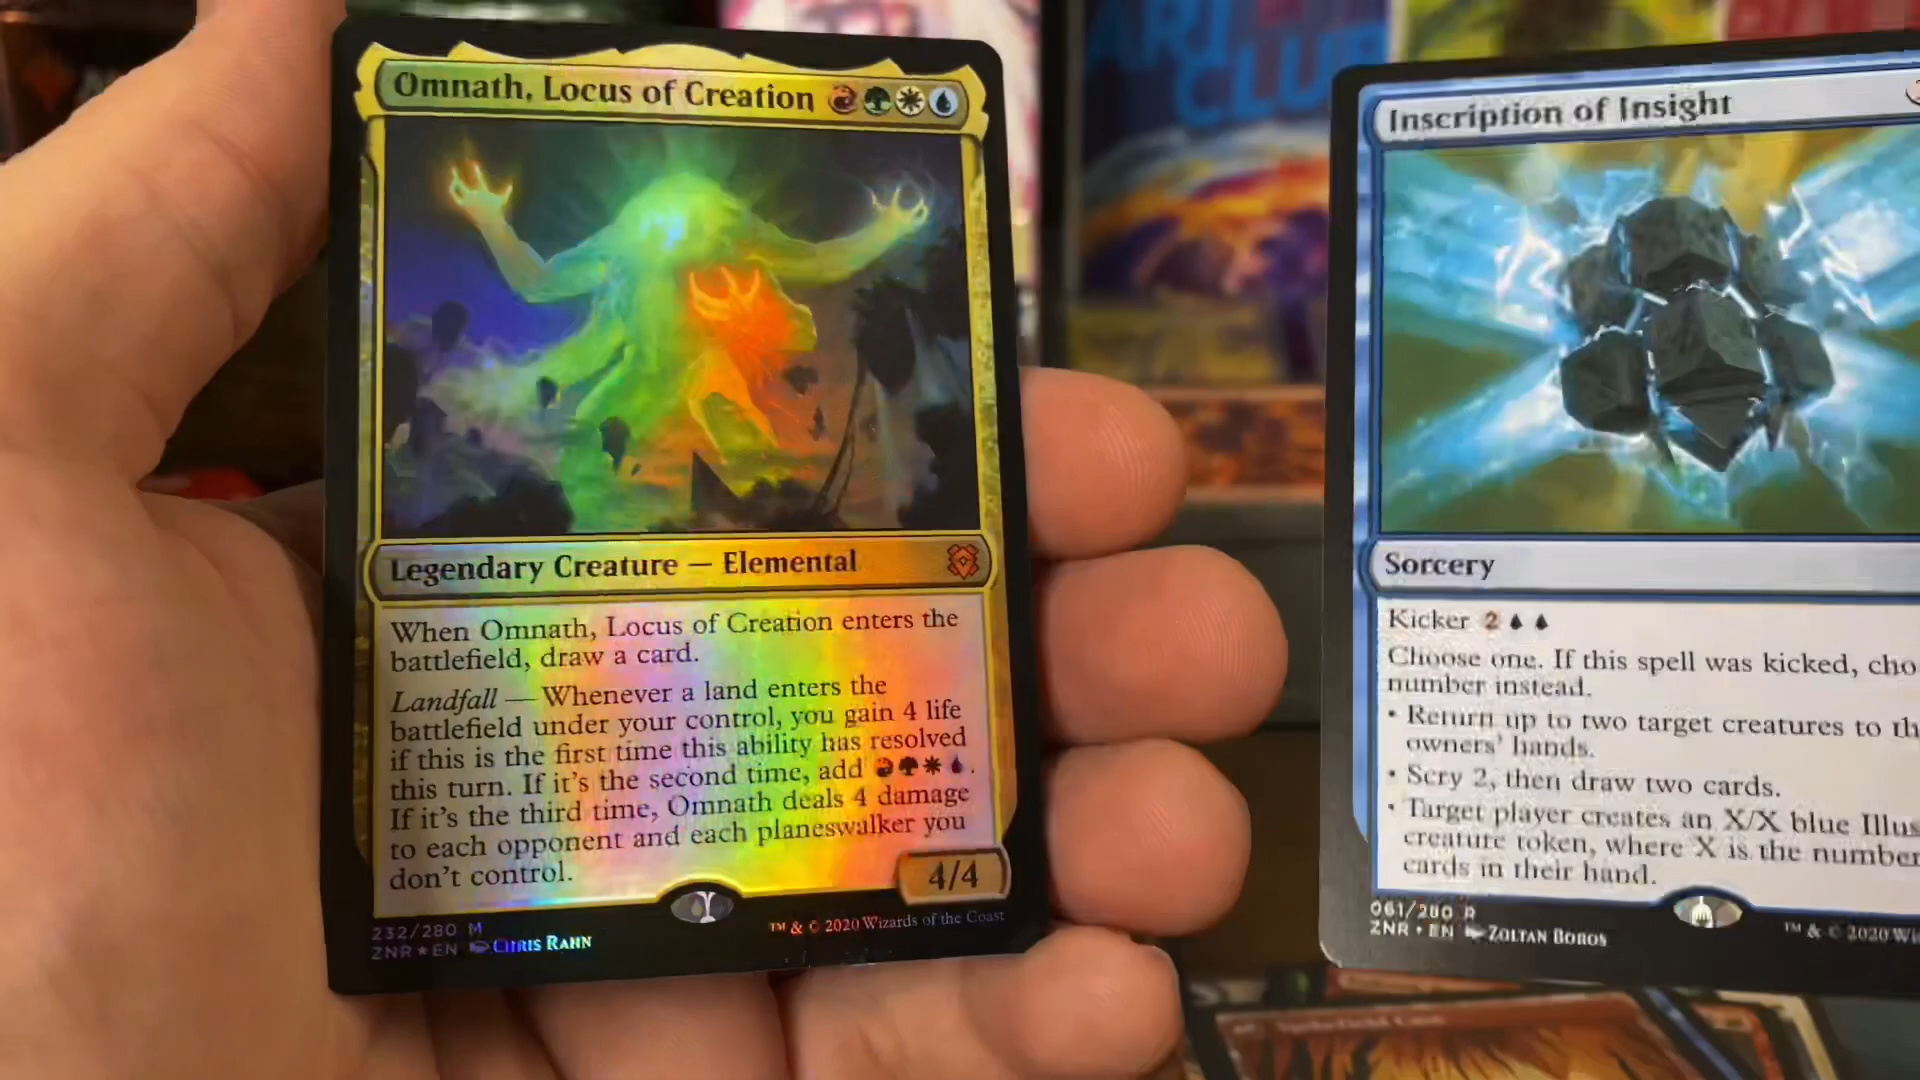 ART
CLUB
Omnath, Locus of Creation
Legendary Creature — Elemental
When Omnath, Locus of Creation enters the
battlefield, draw a card.
Landfall — Whenever a land enters the
battlefield under your control, you gain 4 life
if this is the first time this ability has resolved
this turn. If it's the second time, add
If it's the third time, Omnath deals 4 damage
to each opponent and each planeswalker you
don't control.
4/4
232/280 M
ZNR ★ EN CHRIS RAHN
™ & © 2020 Wizards of the Coast
Inscription of Insight
Sorcery
Kicker 2
Choose one. If this spell was kicked, cho
number instead.
• Return up to two target creatures to th
owners' hands.
• Scry 2, then draw two cards.
• Target player creates an X/X blue Illus
creature token, where X is the number
cards in their hand.
061/280 R
ZNR • EN ZOLTAN BOROS
™ & © 2020 Wi